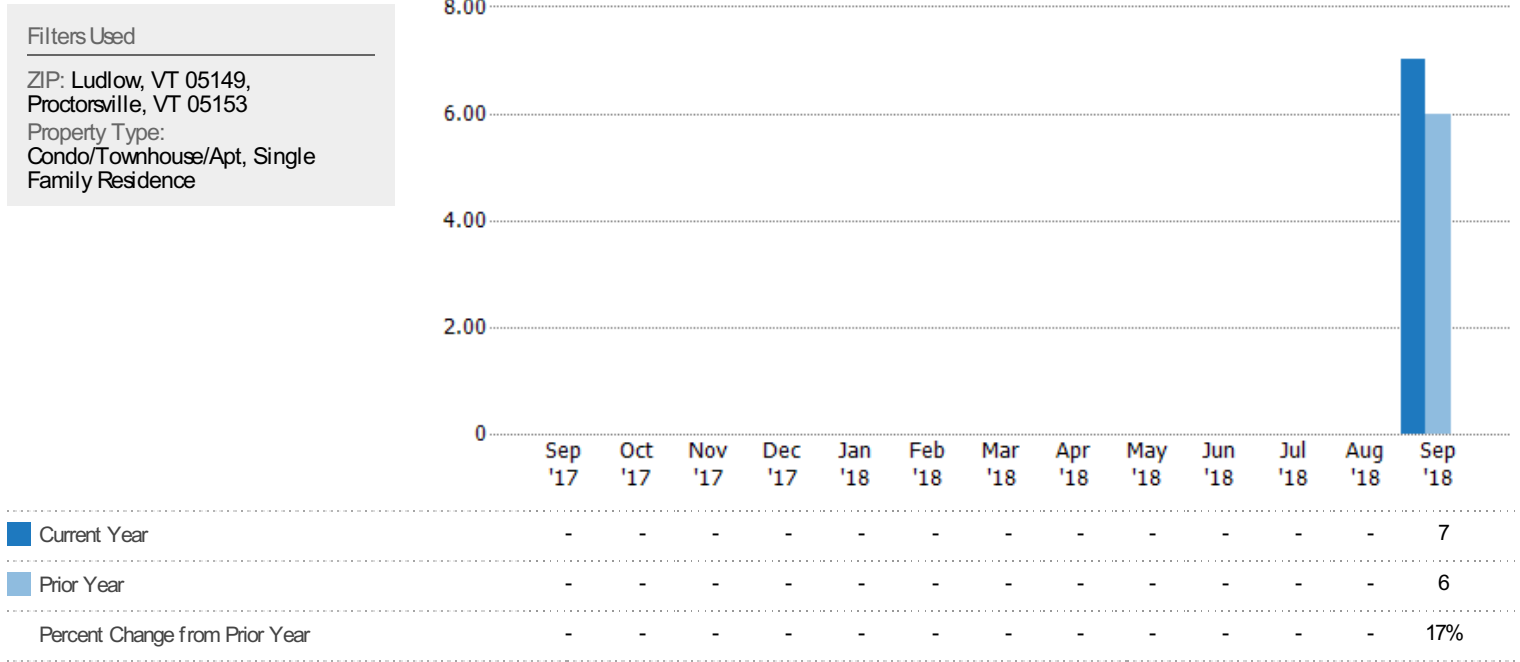 Filters Used
ZIP: Ludlow, VT 05149,
Proctorsville, VT 05153
Property Type:
Condo/Townhouse/Apt, Single
Family Residence
8.00
6.00
4.00
2.00
0
Sep Oct Nov Dec Jan Feb Mar Apr May Jun Jul Aug Sep
'17 '17 '17 '17 '18 '18 '18 '18 '18 '18 '18 '18 '18
Current Year - - - - - - - - - - - - 7
Prior Year - - - - - - - - - - - - 6
Percent Change from Prior Year - - - - - - - - - - - - 17%